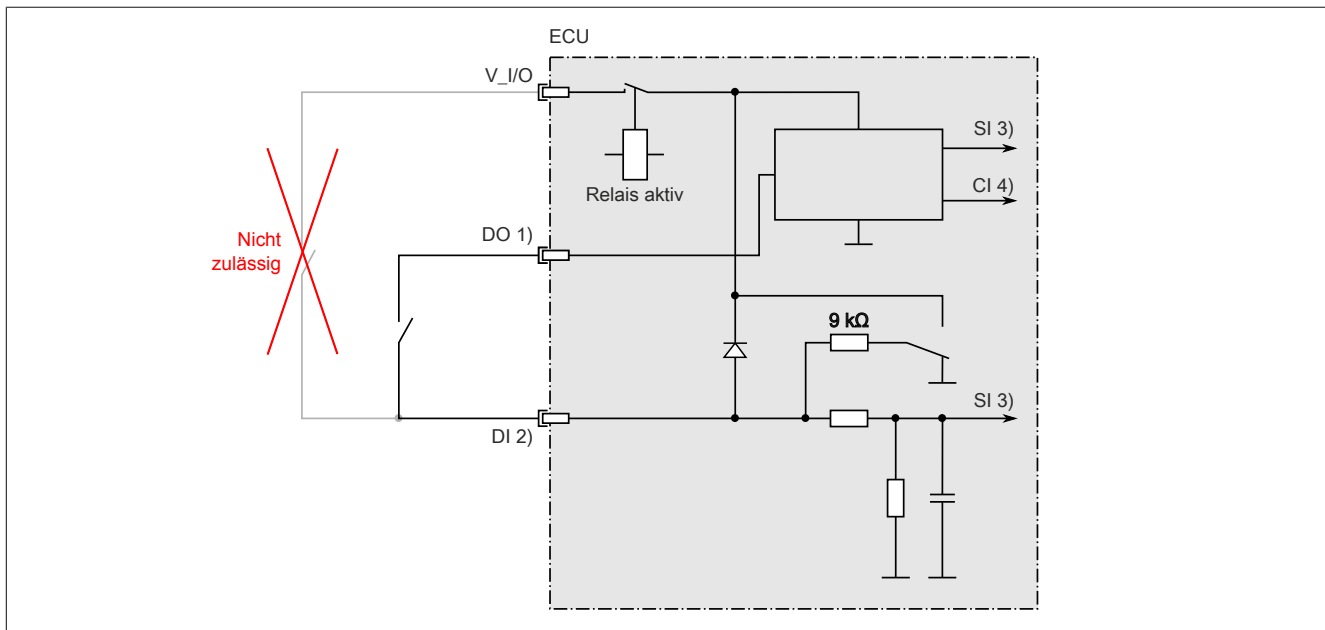 ECU
V_I/O
SI 3)
CI 4)
Relais aktiv
Nicht
zulässig
DO 1)
9 kΩ
SI 3)
DI 2)